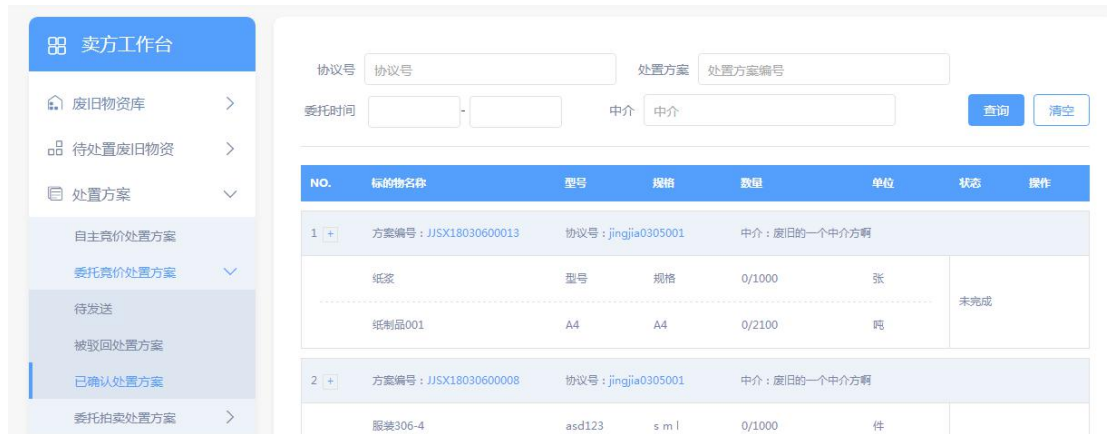 卖方工作台
废旧物资库
待处置废旧物资
处置方案
自主竞价处置方案
委托竞价处置方案
待发送
被驳回处置方案
已确认处置方案
委托拍卖处置方案
协议号 协议号 处置方案 处置方案编号
委托时间 - 中介 中介 查询 清空
NO. 标的物名称 型号 规格 数量 单位 状态 操作
1 + 方案编号：JJSX18030600013 协议号：jingjia0305001 中介：废旧的一个中介方啊
纸浆 型号 规格 0/1000 张
未完成
纸制品001 A4 A4 0/2100 吨
2 + 方案编号：JJSX18030600008 协议号：jingjia0305001 中介：废旧的一个中介方啊
服装306-4 asd123 s m l 0/1000 件